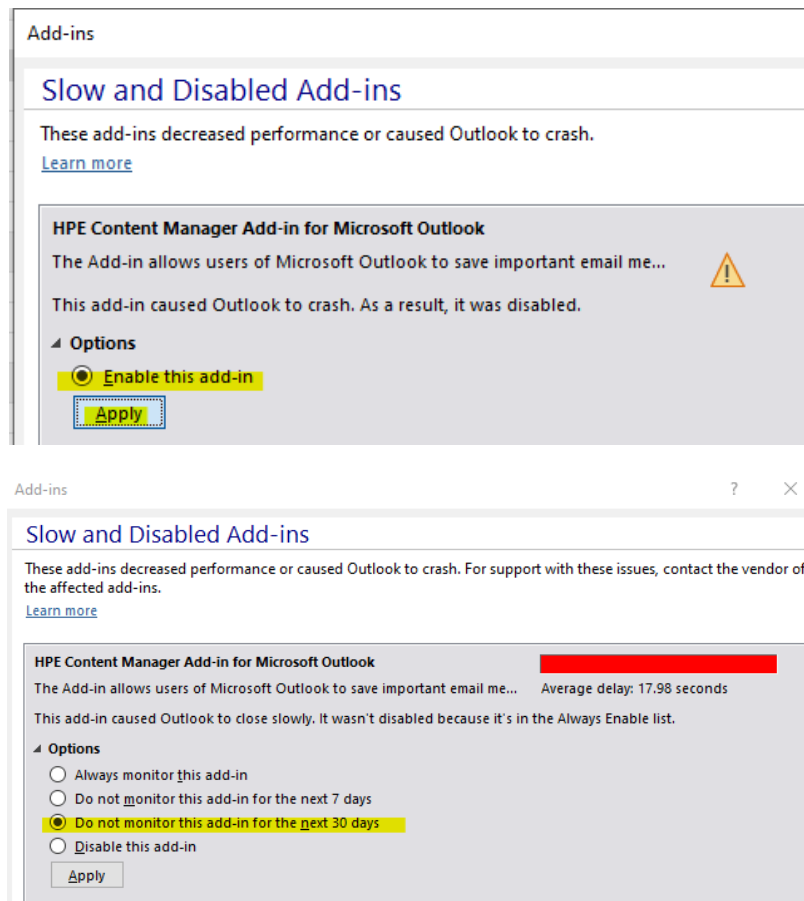 Add-ins
Slow and Disabled Add-ins
These add-ins decreased performance or caused Outlook to crash.
Learn more
HPE Content Manager Add-in for Microsoft Outlook
The Add-in allows users of Microsoft Outlook to save important email me...
This add-in caused Outlook to crash. As a result, it was disabled.
Options
Enable this add-in
Apply
Add-ins
Slow and Disabled Add-ins
These add-ins decreased performance or caused Outlook to crash. For support with these issues, contact the vendor of
the affected add-ins.
Learn more
HPE Content Manager Add-in for Microsoft Outlook
The Add-in allows users of Microsoft Outlook to save important email me... Average delay: 17.98 seconds
This add-in caused Outlook to close slowly. It wasn't disabled because it's in the Always Enable list.
Options
Always monitor this add-in
Do not monitor this add-in for the next 7 days
Do not monitor this add-in for the next 30 days
Disable this add-in
Apply